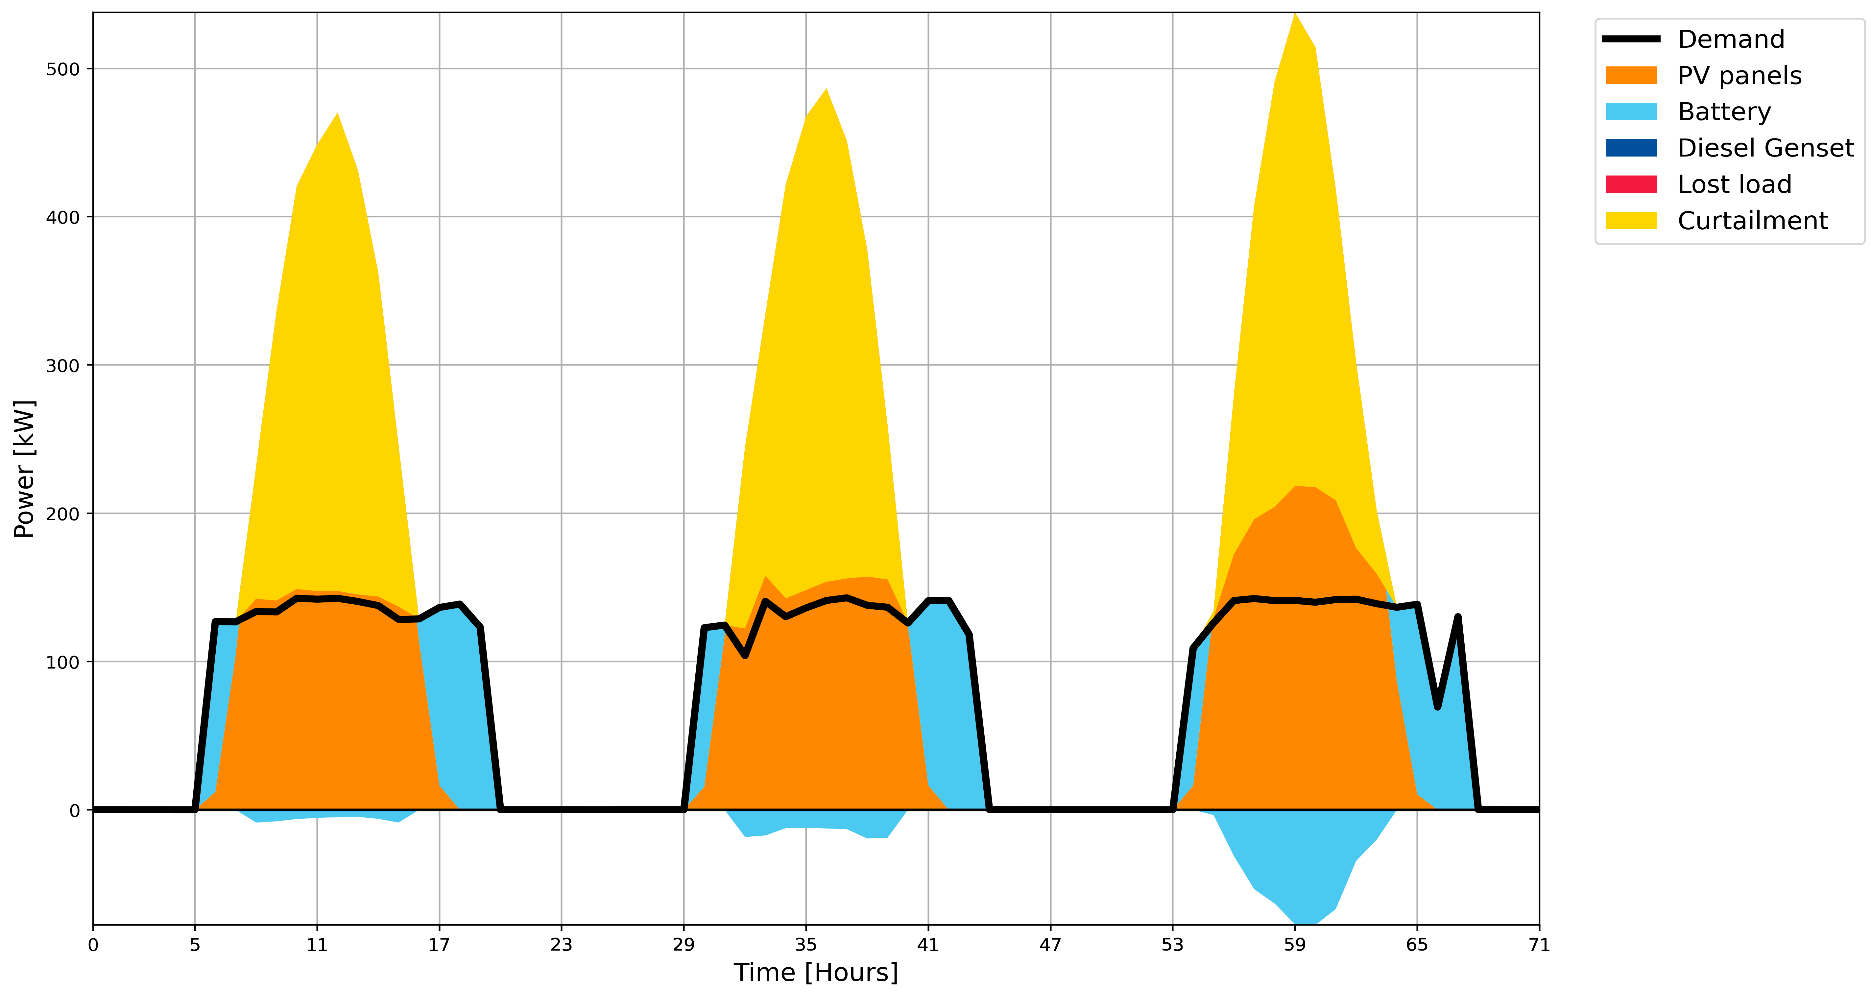 500
400
300
200
100
0
Power [kW]
0 5 11 17 23 29 35 41 47 53 59 65 71
Time [Hours]
Demand
PV panels
Battery
Diesel Genset
Lost load
Curtailment